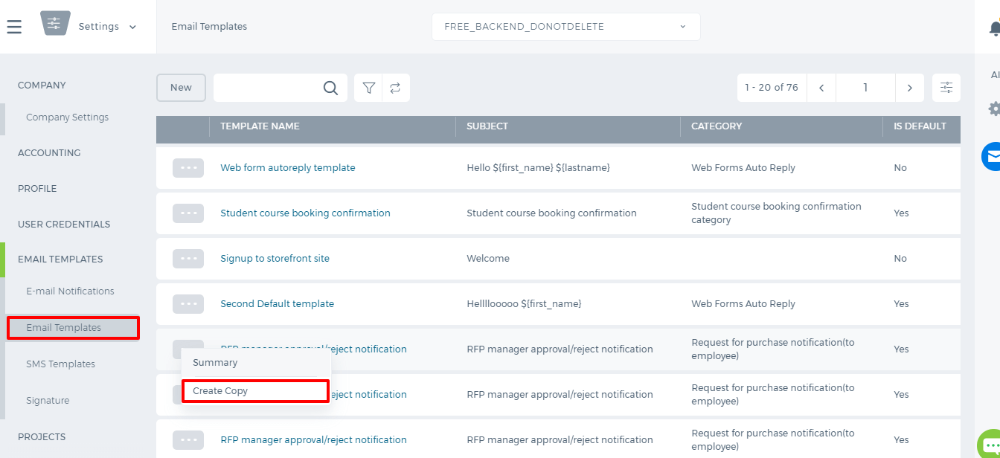 Settings
Email Templates
FREE_BACKEND_DONOTDELETE
COMPANY
Company Settings
ACCOUNTING
PROFILE
USER CREDENTIALS
EMAIL TEMPLATES
E-mail Notifications
Email Templates
SMS Templates
Signature
PROJECTS
New
1 - 20 of 76
1
TEMPLATE NAME SUBJECT CATEGORY IS DEFAULT
Web form autoreply template Hello ${first_name} ${lastname} Web Forms Auto Reply No
Student course booking confirmation Student course booking confirmation Student course booking confirmation category Yes
Signup to storefront site Welcome No
Second Default template Hellllooooo ${first_name} Web Forms Auto Reply Yes
RFP manager approval/reject notification RFP manager approval/reject notification Request for purchase notification(to employee) Yes
Summary
Create Copy
/reject notification RFP manager approval/reject notification Request for purchase notification(to employee) Yes
RFP manager approval/reject notification RFP manager approval/reject notification Request for purchase notification(to employee) Yes